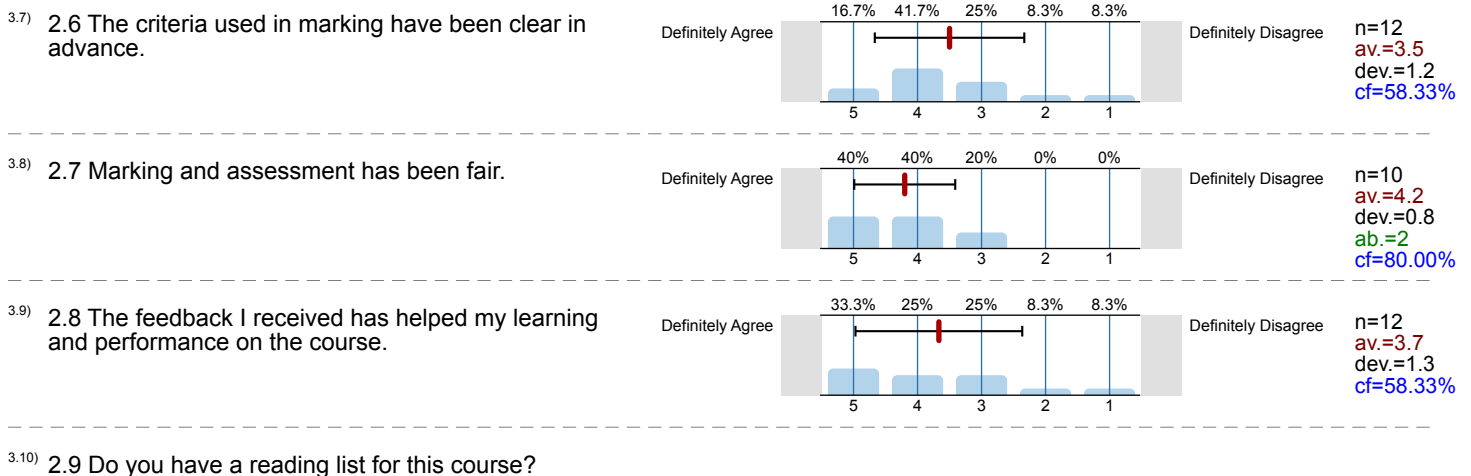 3.7) 2.6 The criteria used in marking have been clear in
advance.
16.7% 41.7% 25% 8.3% 8.3%
Definitely Agree
Definitely Disagree
5 4 3 2 1
n=12
av.=3.5
dev.=1.2
cf=58.33%
3.8) 2.7 Marking and assessment has been fair.
40% 40% 20% 0% 0%
Definitely Agree
Definitely Disagree
5 4 3 2 1
n=10
av.=4.2
dev.=0.8
ab.=2
cf=80.00%
3.9) 2.8 The feedback I received has helped my learning
and performance on the course.
33.3% 25% 25% 8.3% 8.3%
Definitely Agree
Definitely Disagree
5 4 3 2 1
n=12
av.=3.7
dev.=1.3
cf=58.33%
3.10) 2.9 Do you have a reading list for this course?